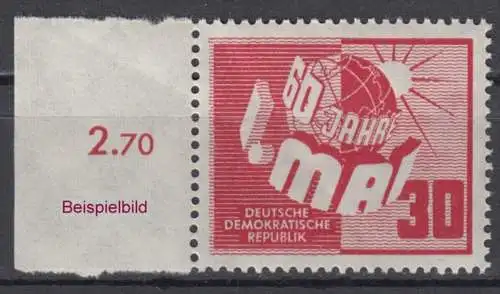 60 JAHRE
1. MAI
2.70
Beispielbild
DEUTSCHE
DEMOKRATISCHE
REPUBLIK
30